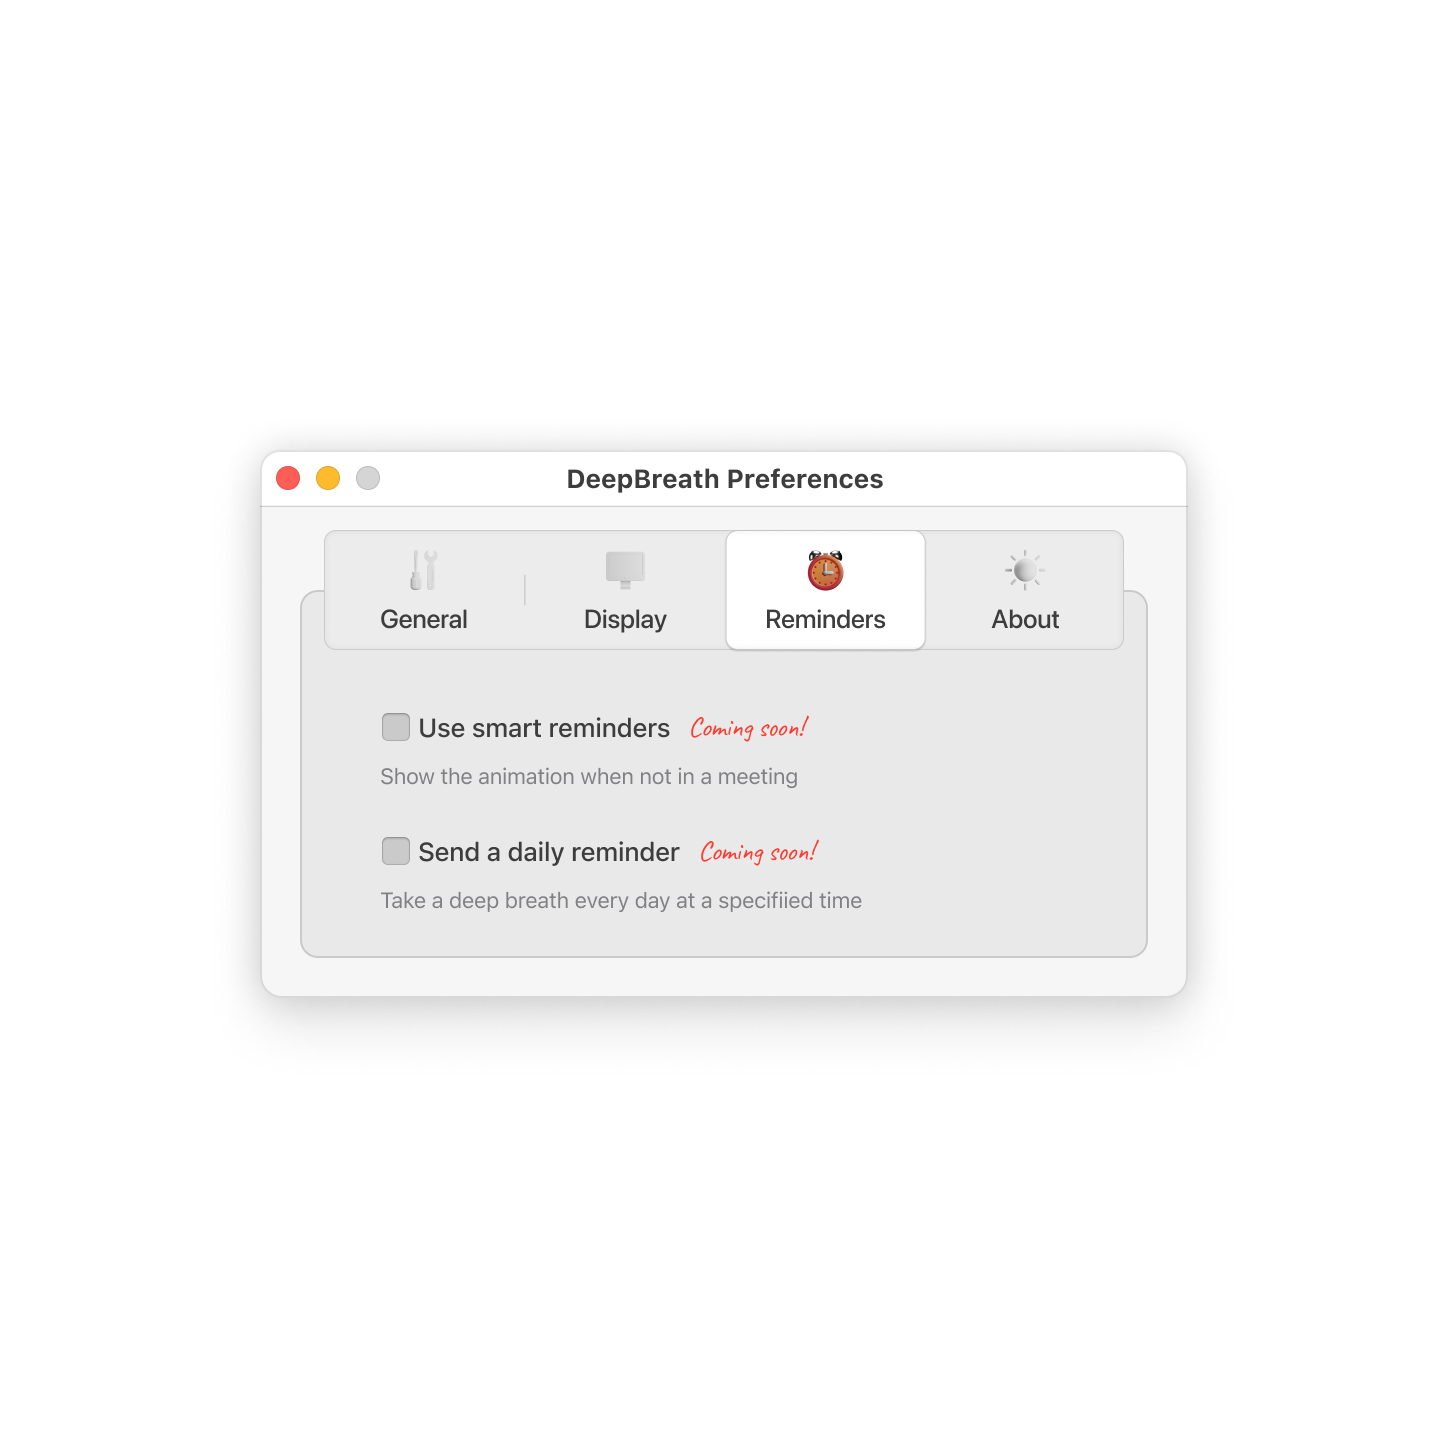 DeepBreath Preferences
General Display Reminders About
Use smart reminders Coming soon!
Show the animation when not in a meeting
Send a daily reminder Coming soon!
Take a deep breath every day at a specifiied time